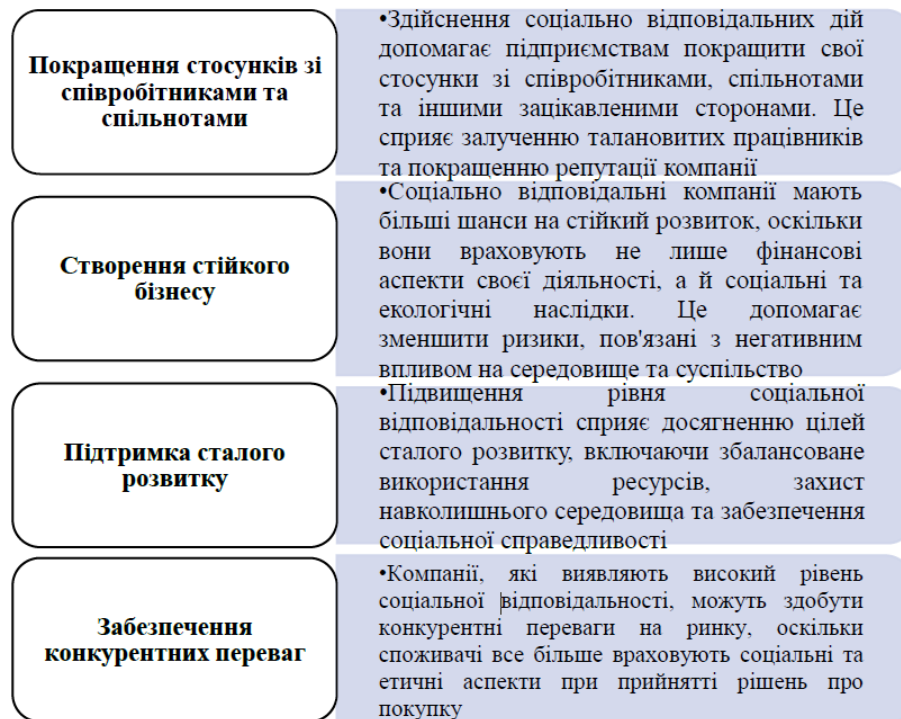 Покращення стосунків зі
співробітниками та
спільнотами
•Здійснення соціально відповідальних дій
допомагає підприємствам покращити свої
стосунки зі співробітниками, спільнотами
та іншими зацікавленими сторонами. Це
сприяє залученню талановитих працівників
та покращенню репутації компанії
Створення стійкого
бізнесу
•Соціально відповідальні компанії мають
більші шанси на стійкий розвиток, оскільки
вони враховують не лише фінансові
аспекти своєї діяльності, а й соціальні та
екологічні наслідки. Це допомагає
зменшити ризики, пов'язані з негативним
впливом на середовище та суспільство
Підтримка сталого
розвитку
•Підвищення рівня соціальної
відповідальності сприяє досягненню цілей
сталого розвитку, включаючи збалансоване
використання ресурсів, захист
навколишнього середовища та забезпечення
соціальної справедливості
Забезпечення
конкурентних переваг
•Компанії, які виявляють високий рівень
соціальної відповідальності, можуть здобути
конкурентні переваги на ринку, оскільки
споживачі все більше враховують соціальні та
етичні аспекти при прийнятті рішень про
покупку